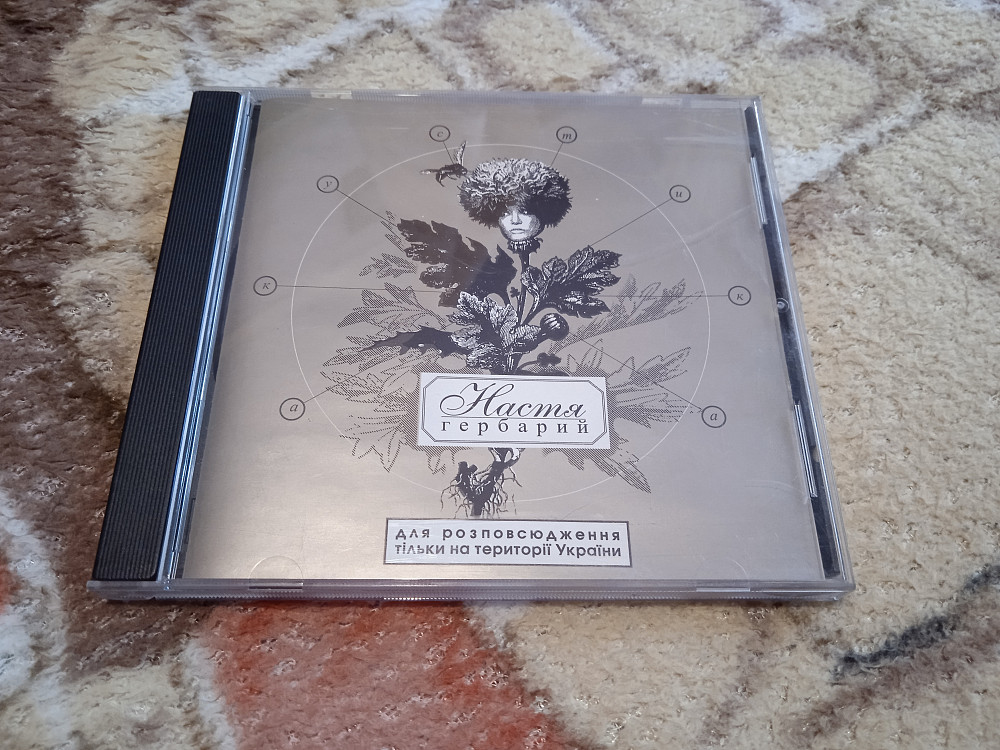 с
т
у
и
к
к
а
а
Настя
гербарий
для розповсюдження
тільки на території України